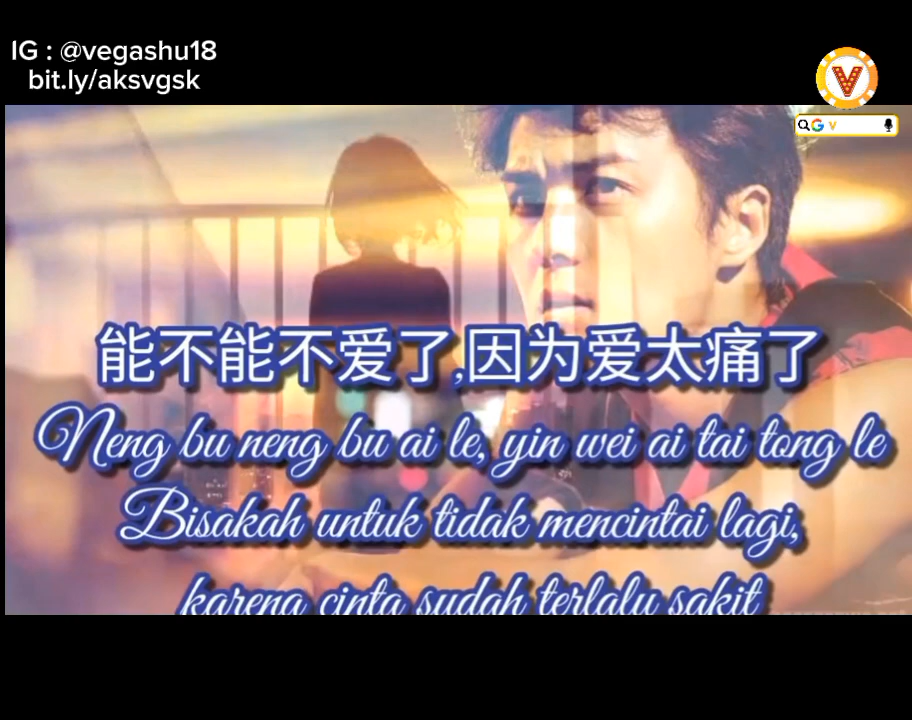 IG : @vegashu18
bit.ly/aksvgsk
V
V
能不能不爱了,因为爱太痛了
Neng bu neng bu ai le, yin wei ai tai tong le
Bisakah untuk tidak mencintai lagi,
karena cinta sudah terlalu sakit